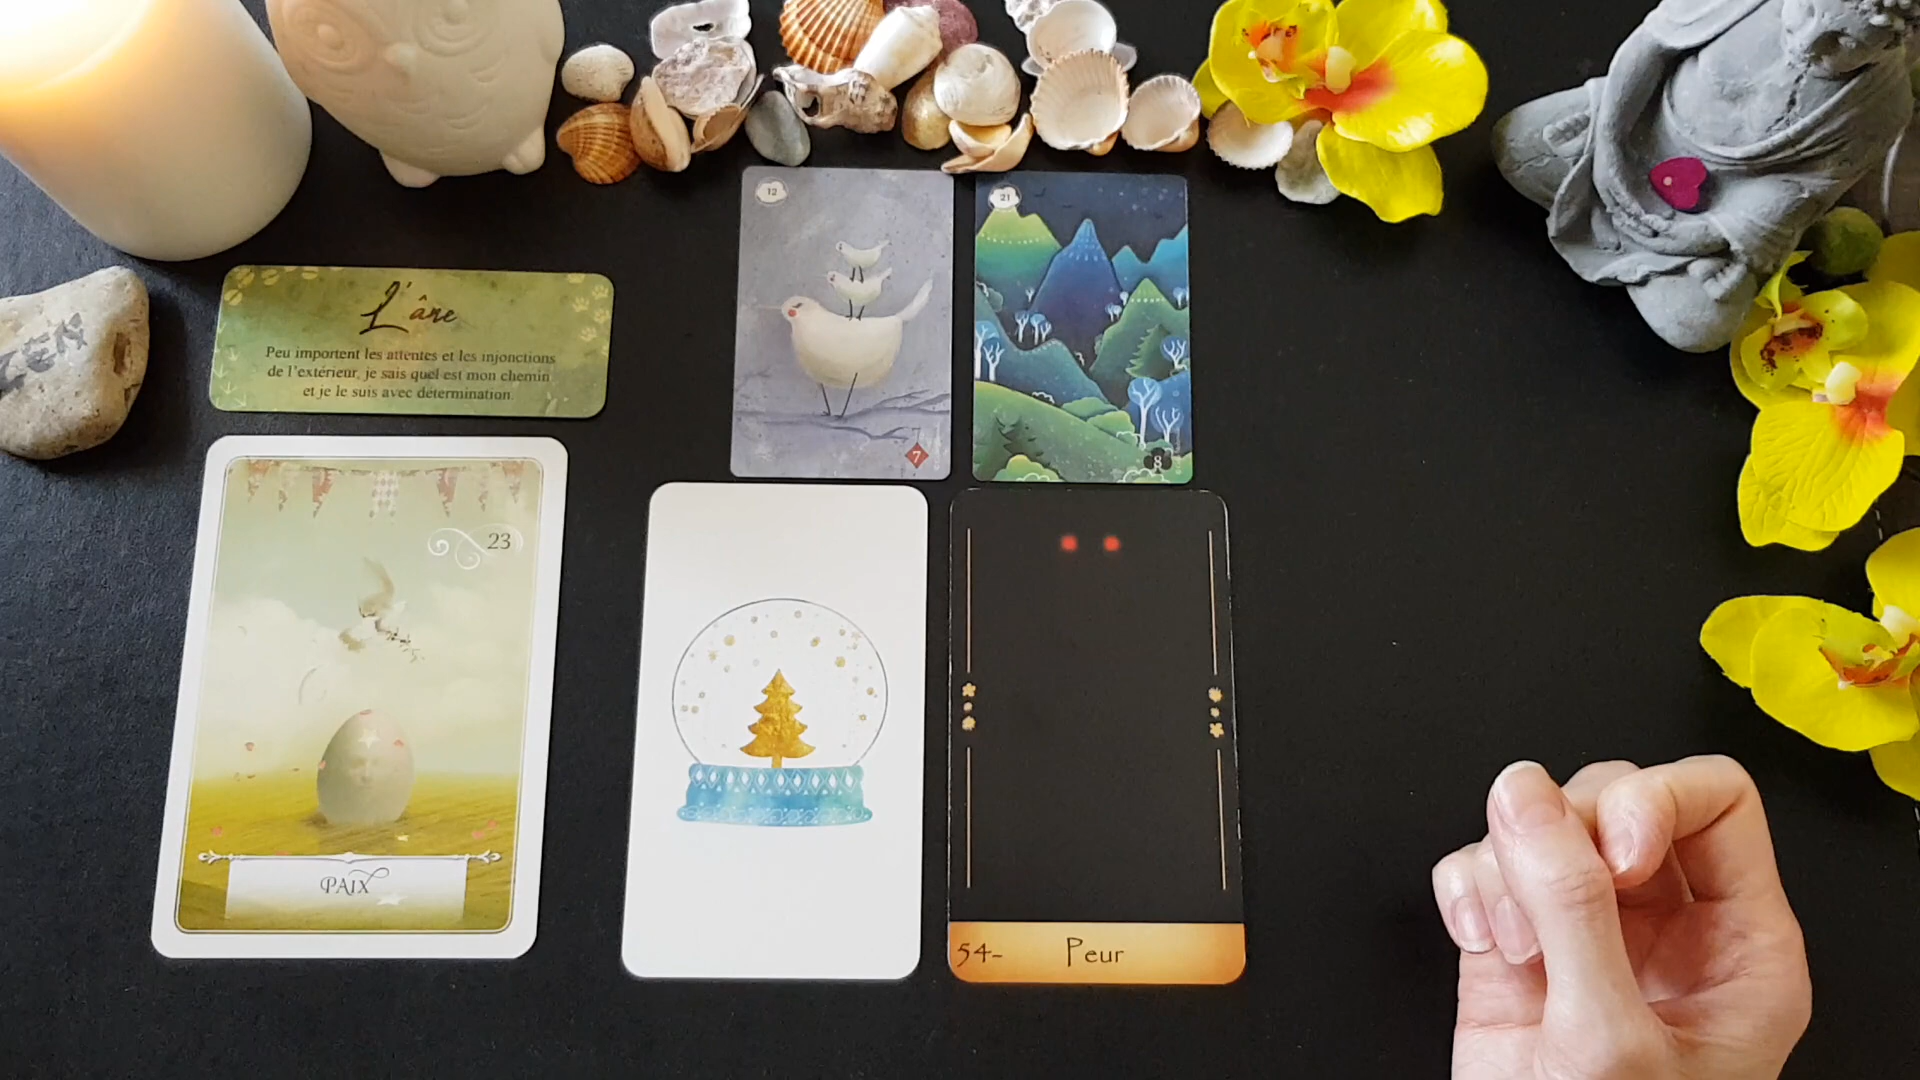 12
21
L'âne
Peu importent les attentes et les injonctions
de l'extérieur, je sais quel est mon chemin
et je le suis avec détermination.
7
8
23
PAIX
54- Peur